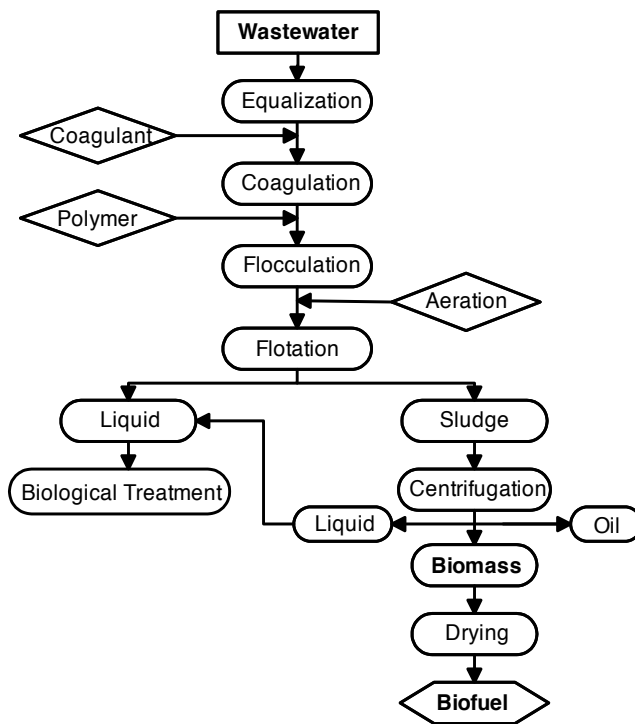 Wastewater
Equalization
Coagulant
Coagulation
Polymer
Flocculation
Aeration
Flotation
Liquid
Sludge
Biological Treatment
Centrifugation
Liquid
Oil
Biomass
Drying
Biofuel